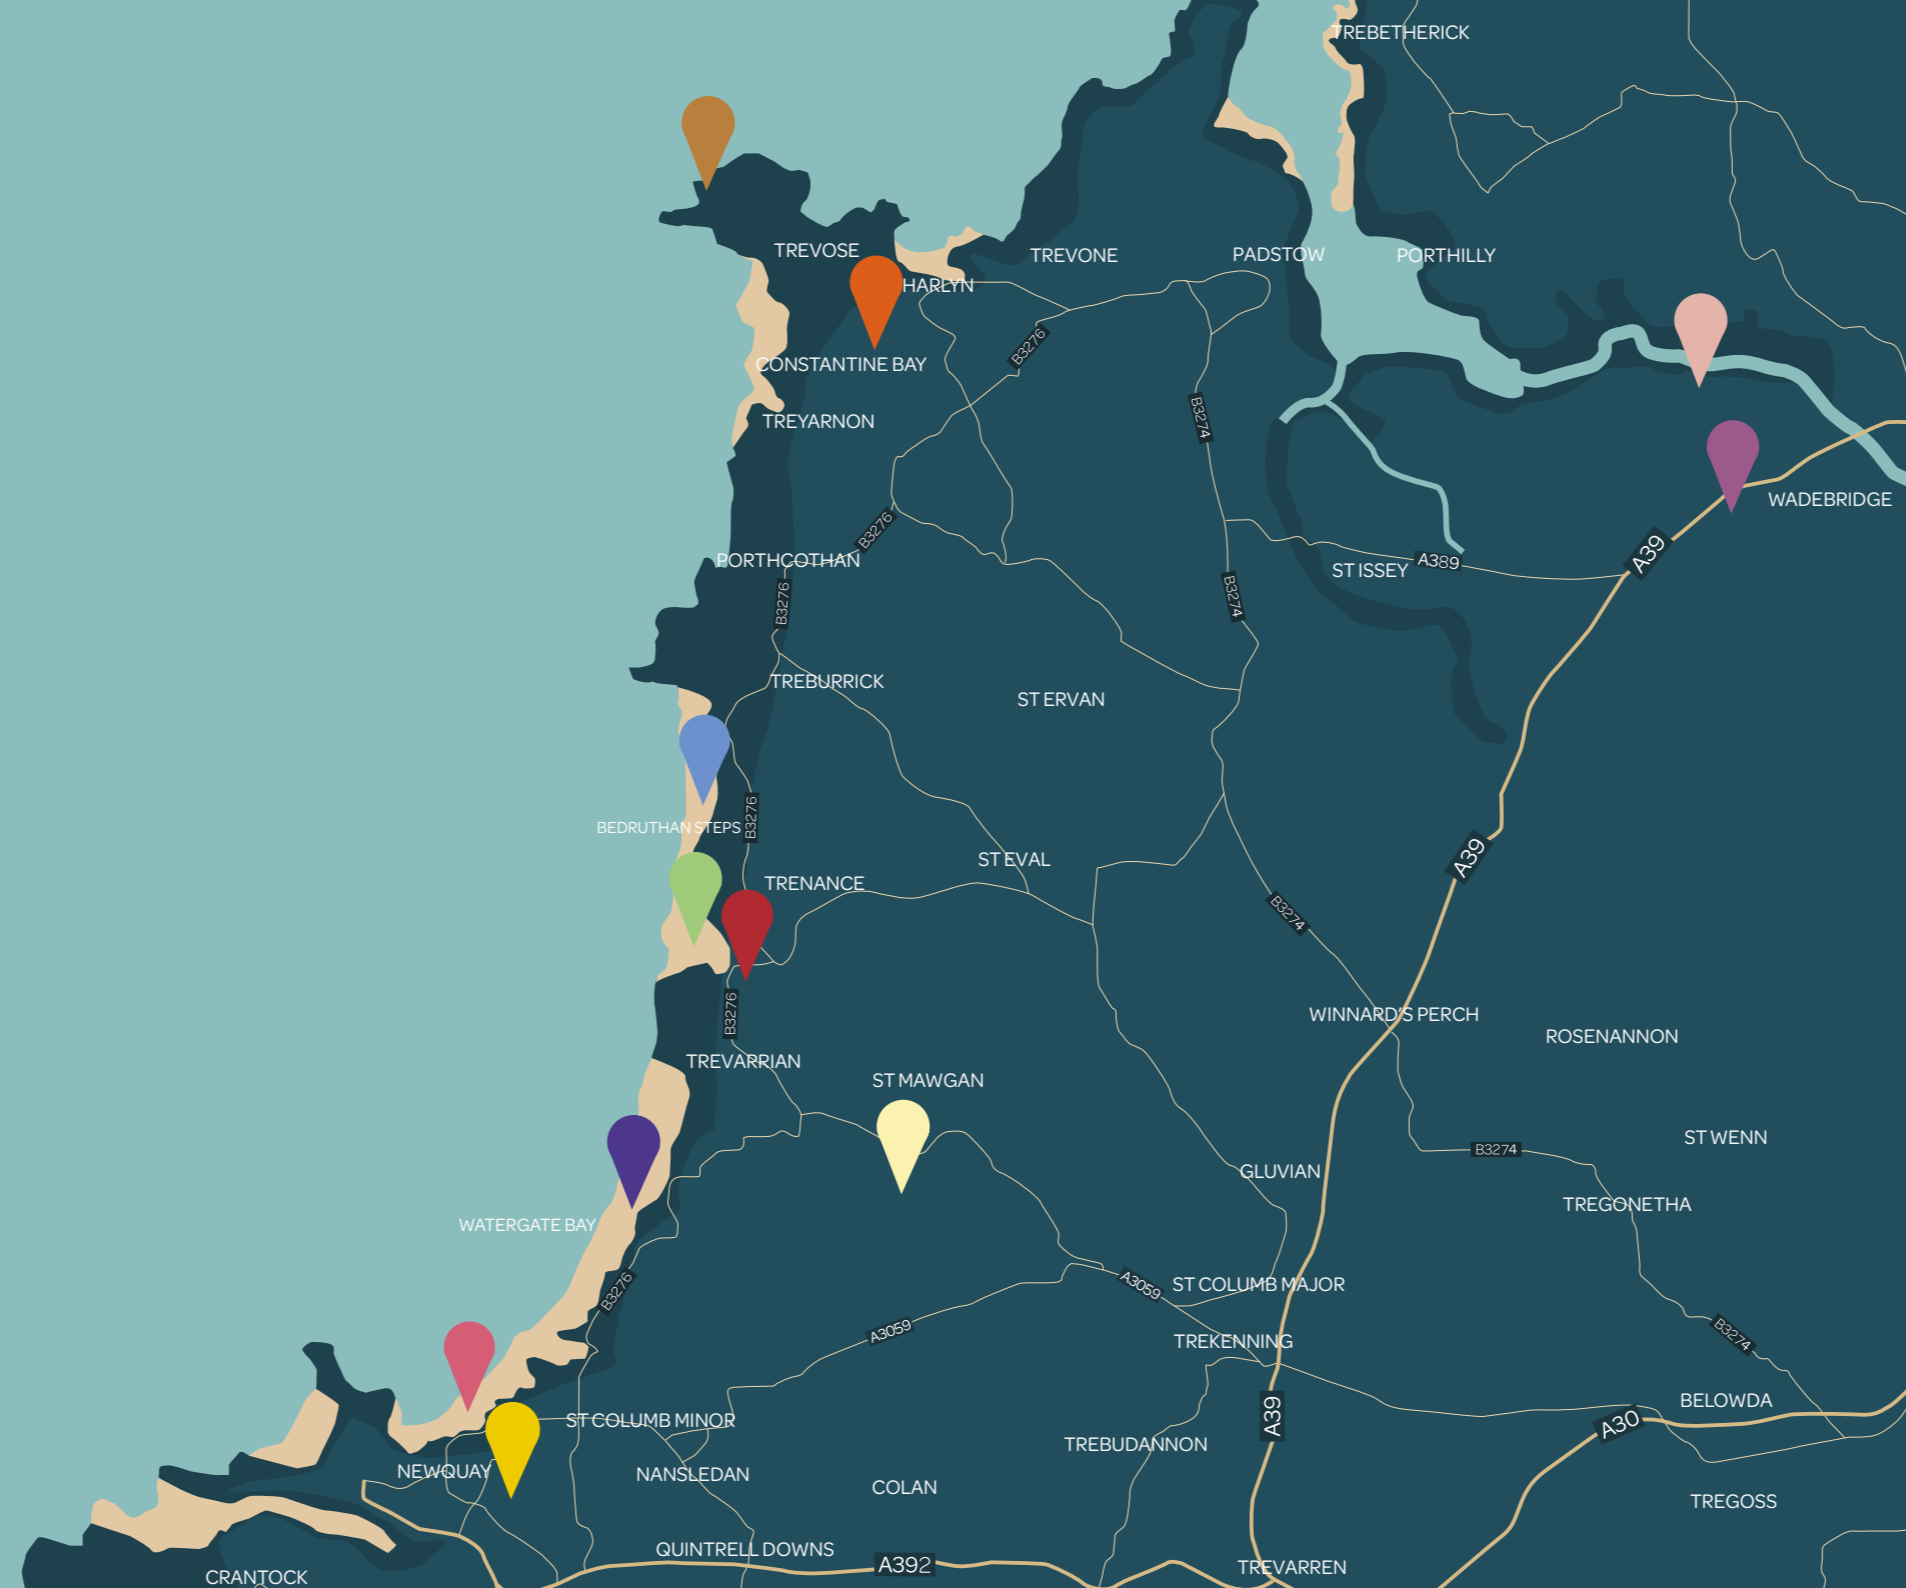 TREBETHERICK
TREVOSE
TREVONE
PADSTOW
PORTHILLY
HARLYN
B3276
CONSTANTINE BAY
B3274
TREYARNON
WADEBRIDGE
B3276
A39
PORTHCOTHAN
A389
ST ISSEY
B3276
B3274
TREBURRICK
ST ERVAN
B3276
BEDRUTHAN STEPS
A39
ST EVAL
TRENANCE
B3274
B3276
WINNARD'S PERCH
ROSENANNON
TREVARRIAN
ST MAWGAN
ST WENN
B3274
GLUVIAN
TREGONETHA
WATERGATE BAY
B3276
A3059
ST COLUMB MAJOR
A3059
B3274
TREKENNING
BELOWDA
A39
ST COLUMB MINOR
A30
TREBUDANNON
NEWQUAY
NANSLEDAN
COLAN
TREGOSS
QUINTRELL DOWNS
A392
TREVARREN
CRANTOCK